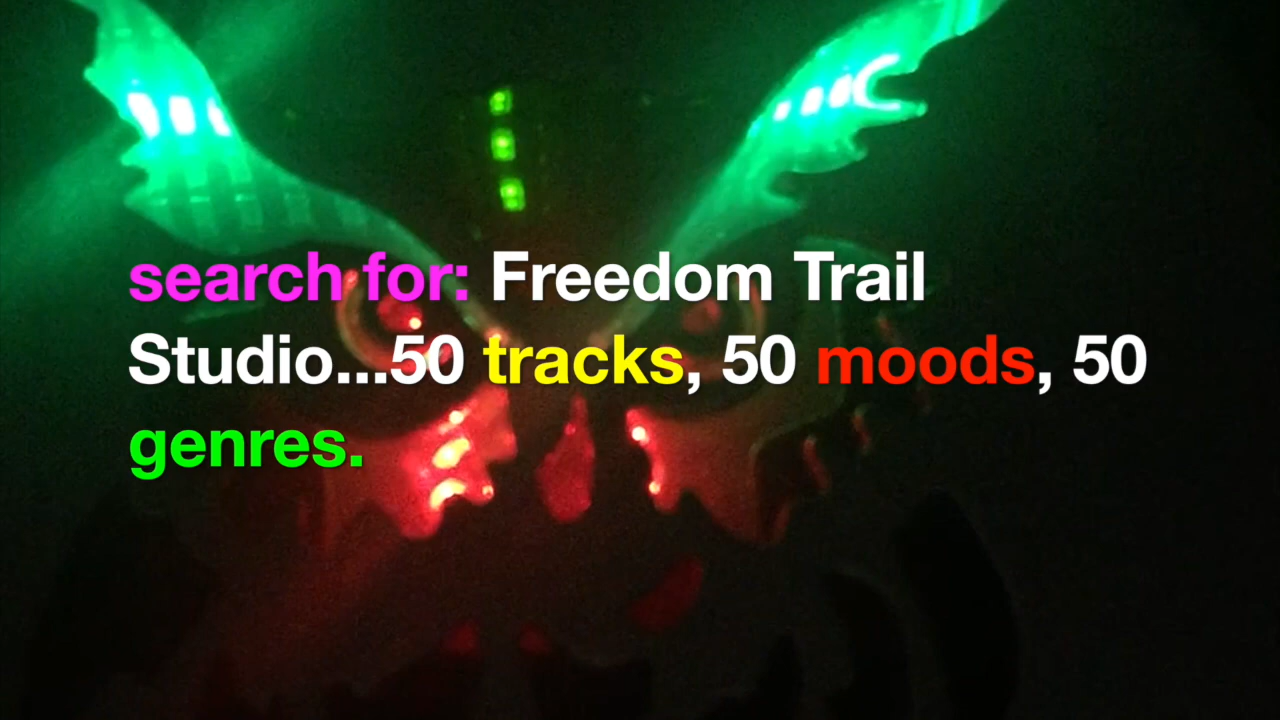 search for: Freedom Trail
Studio...50 tracks, 50 moods, 50
genres.